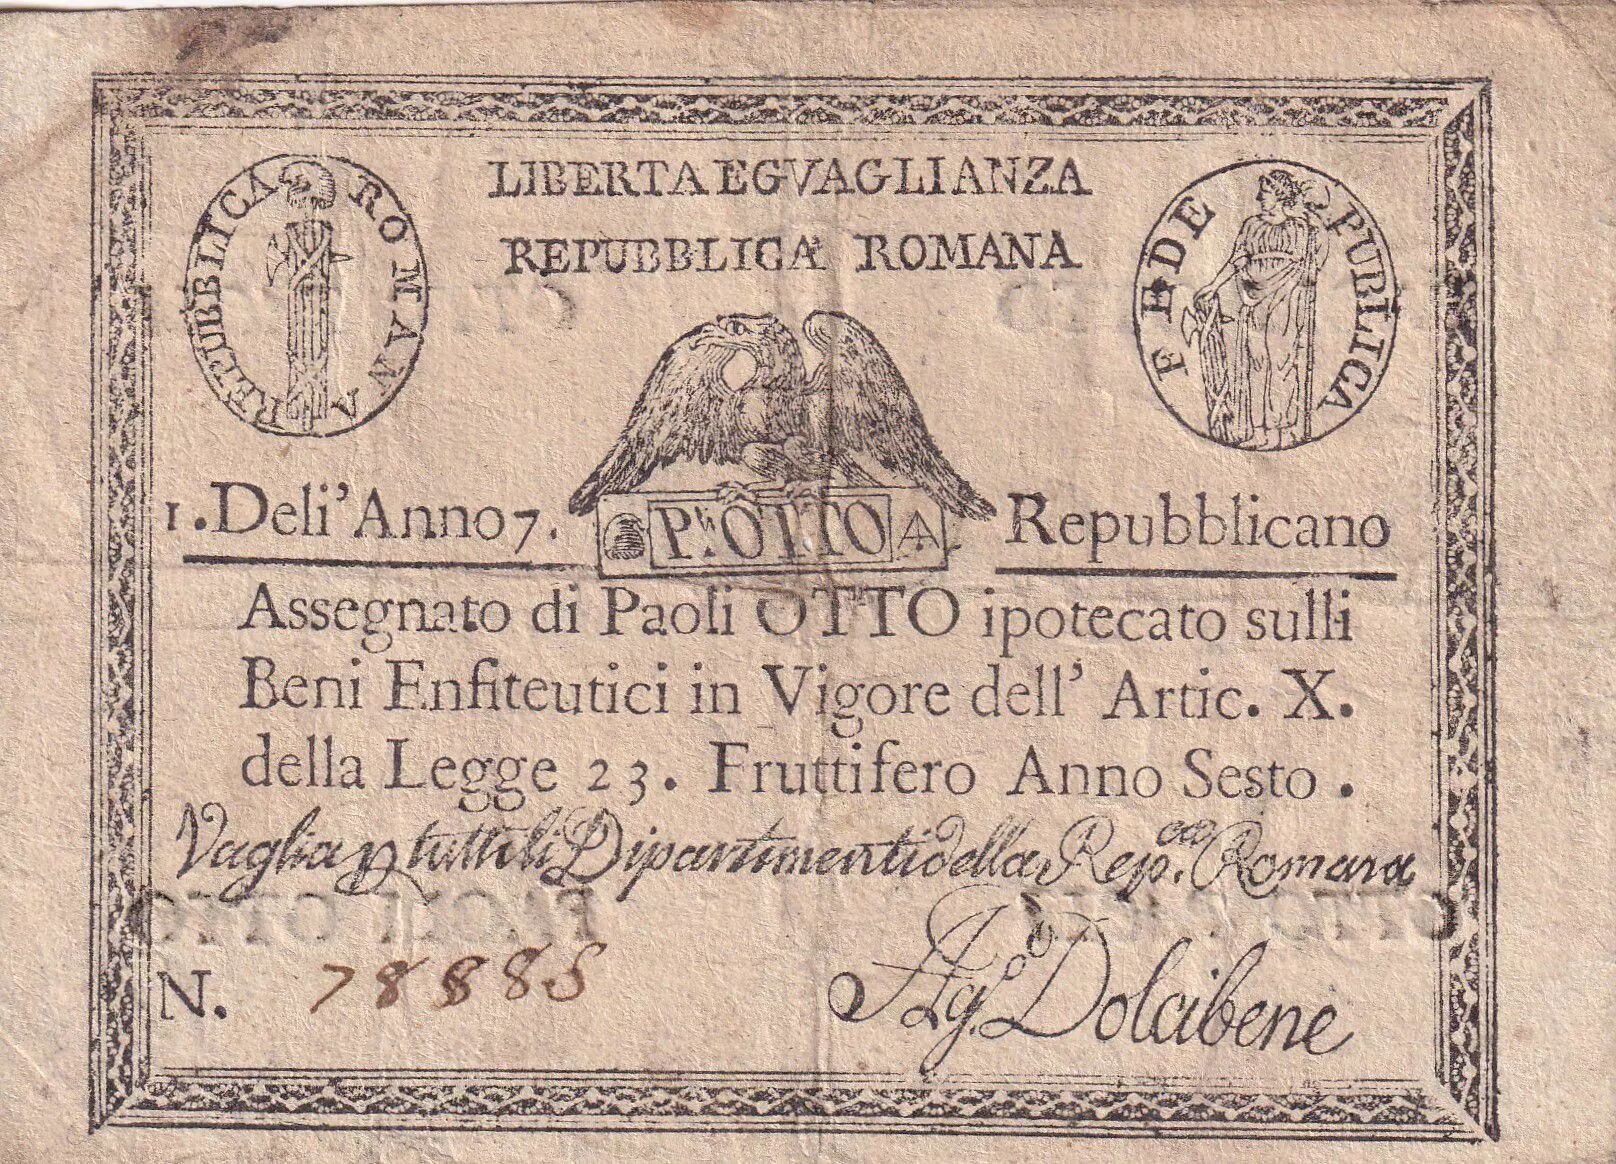 LIBERTA EGVAGLIANZA
REPUBBLICA ROMANA
REPUBBLICA ROMANA
FEDE PUBLICA
1. Dell'Anno 7. Repubblicano
P.li OTTO
Assegnato di Paoli OTTO ipotecato sulli
Beni Enfiteutici in Vigore dell' Artic. X.
della Legge 23. Fruttifero Anno Sesto.
Vaglia p tutti li Dipartimenti della Rep.ca Romana
N. 78885
Dolcibene